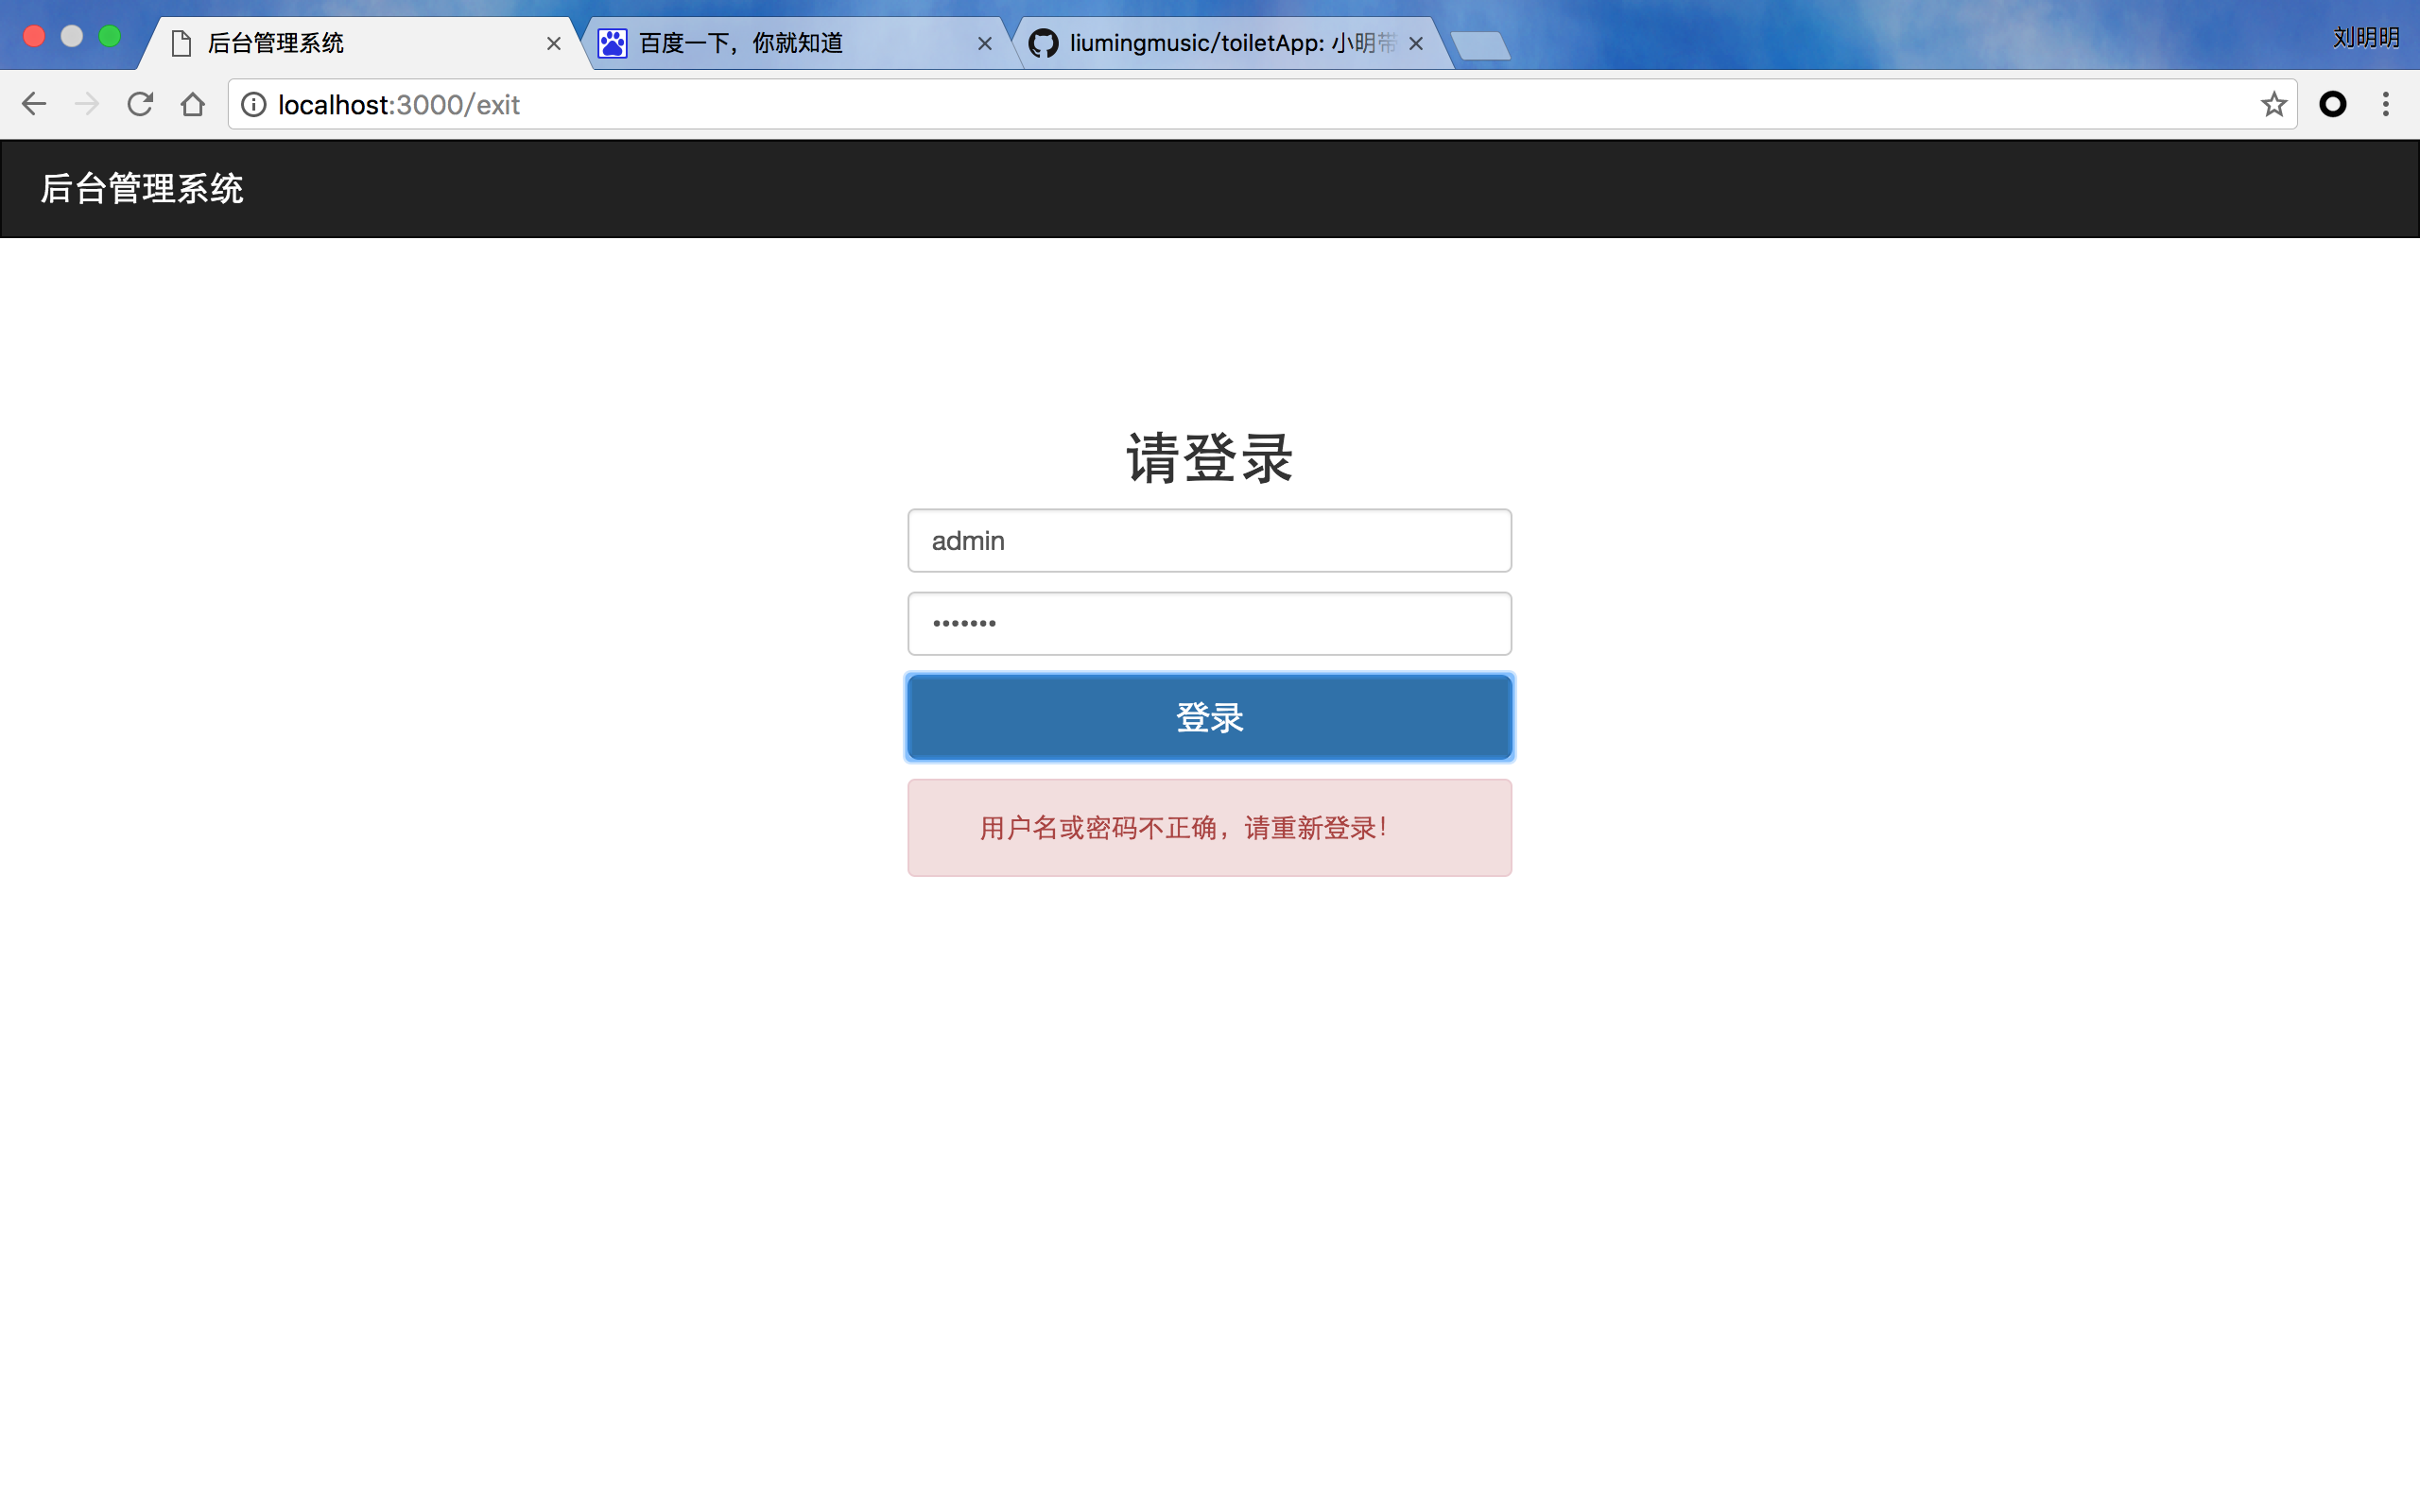 后台管理系统
百度一下，你就知道
liumingmusic/toiletApp: 小明带
刘明明
localhost:3000/exit
后台管理系统
请登录
admin
•••••••
登录
用户名或密码不正确，请重新登录！